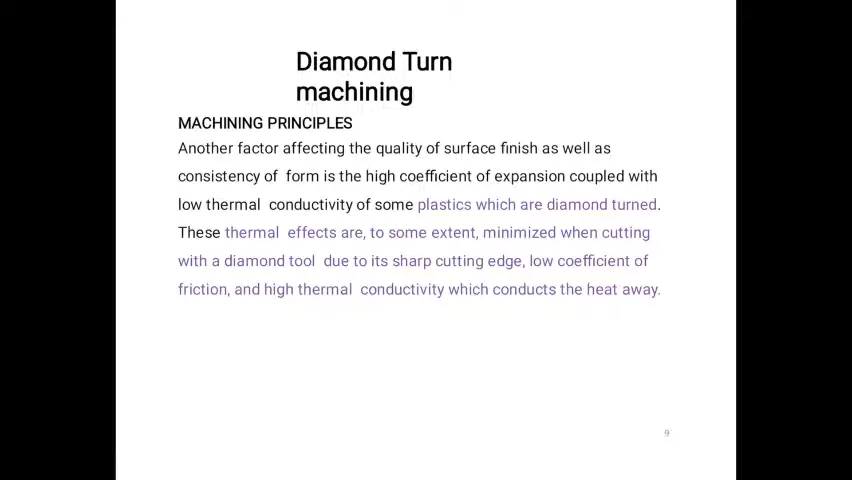 Diamond Turn
machining
MACHINING PRINCIPLES
Another factor affecting the quality of surface finish as well as
consistency of  form is the high coefficient of expansion coupled with
low thermal  conductivity of some plastics which are diamond turned.
These thermal  effects are, to some extent, minimized when cutting
with a diamond tool  due to its sharp cutting edge, low coefficient of
friction, and high thermal  conductivity which conducts the heat away.
9